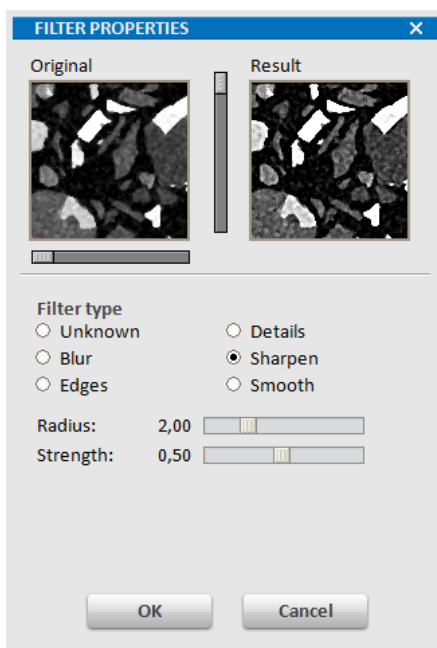 FILTER PROPERTIES
Original Result
Filter type
Unknown Details
Blur Sharpen
Edges Smooth
Radius: 2,00
Strength: 0,50
OK Cancel